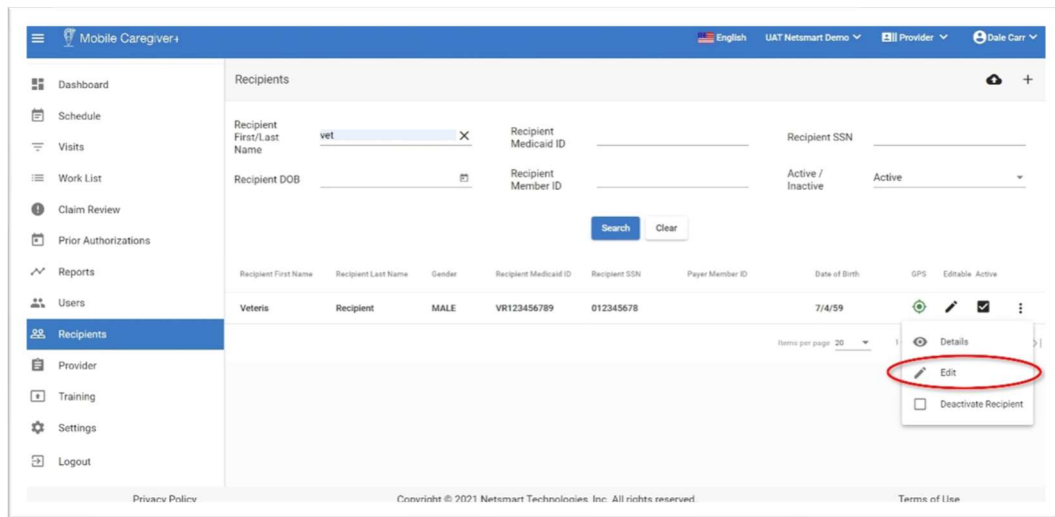 Mobile Caregiver+
English
UAT Netsmart Demo
Provider
Dale Carr
Dashboard
Schedule
Visits
Work List
Claim Review
Prior Authorizations
Reports
Users
Recipients
Provider
Training
Settings
Logout
Recipients
Recipient
First/Last
Name
vet
Recipient
Medicaid ID
Recipient SSN
Recipient DOB
Recipient
Member ID
Active /
Inactive
Active
Search
Clear
Recipient First Name Recipient Last Name Gender Recipient Medicaid ID Recipient SSN Payer Member ID Date of Birth GPS Editable Active
Veteris Recipient MALE VR123456789 012345678 7/4/59
Items per page 20
Details
Edit
Deactivate Recipient
Privacy Policy
Copyright © 2021 Netsmart Technologies, Inc. All rights reserved
Terms of Use